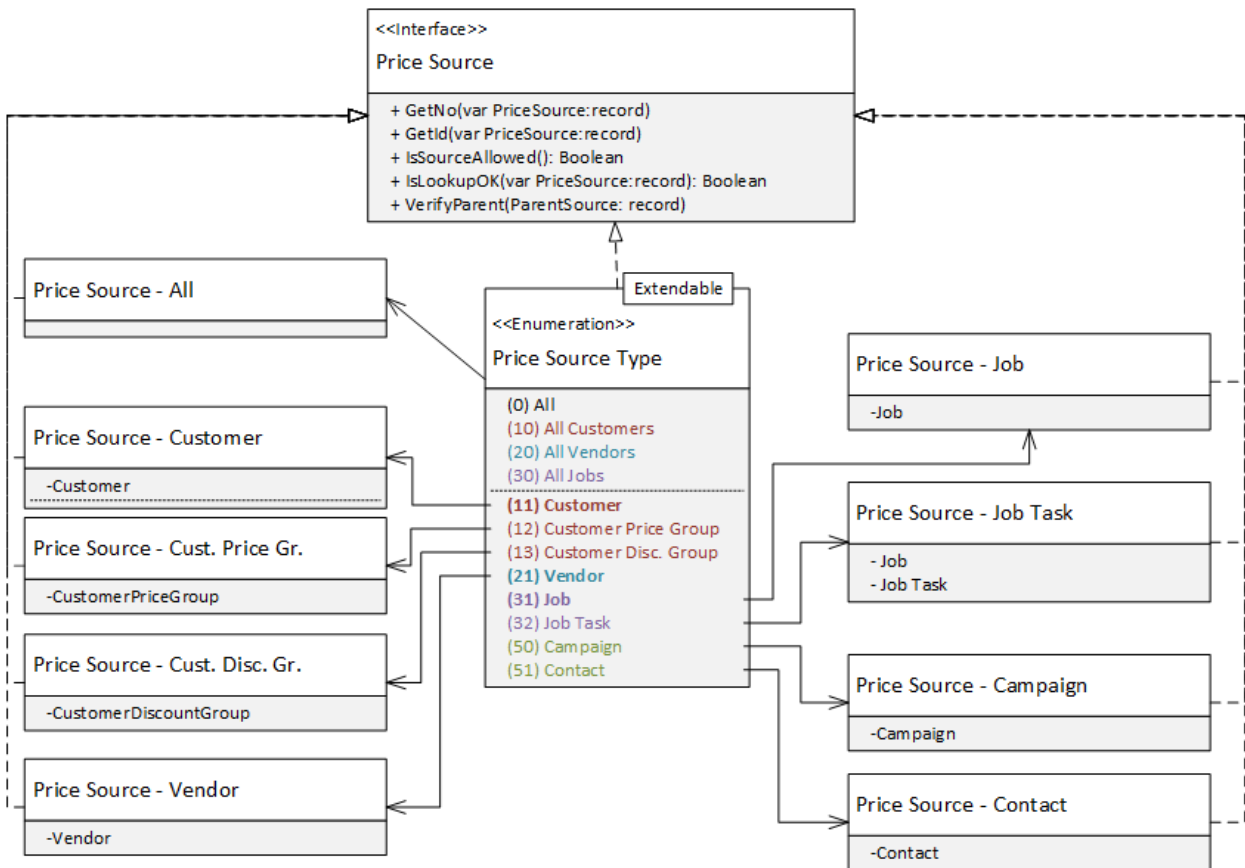 <<Interface>>
Price Source
+ GetNo(var PriceSource:record)
+ GetId(var PriceSource:record)
+ IsSourceAllowed(): Boolean
+ IsLookupOK(var PriceSource:record): Boolean
+ VerifyParent(ParentSource: record)
Price Source - All
Price Source - Customer
-Customer
Price Source - Cust. Price Gr.
-CustomerPriceGroup
Price Source - Cust. Disc. Gr.
-CustomerDiscountGroup
Price Source - Vendor
-Vendor
Extendable
<<Enumeration>>
Price Source Type
(0) All
(10) All Customers
(20) All Vendors
(30) All Jobs
(11) Customer
(12) Customer Price Group
(13) Customer Disc. Group
(21) Vendor
(31) Job
(32) Job Task
(50) Campaign
(51) Contact
Price Source - Job
-Job
Price Source - Job Task
- Job
- Job Task
Price Source - Campaign
-Campaign
Price Source - Contact
-Contact